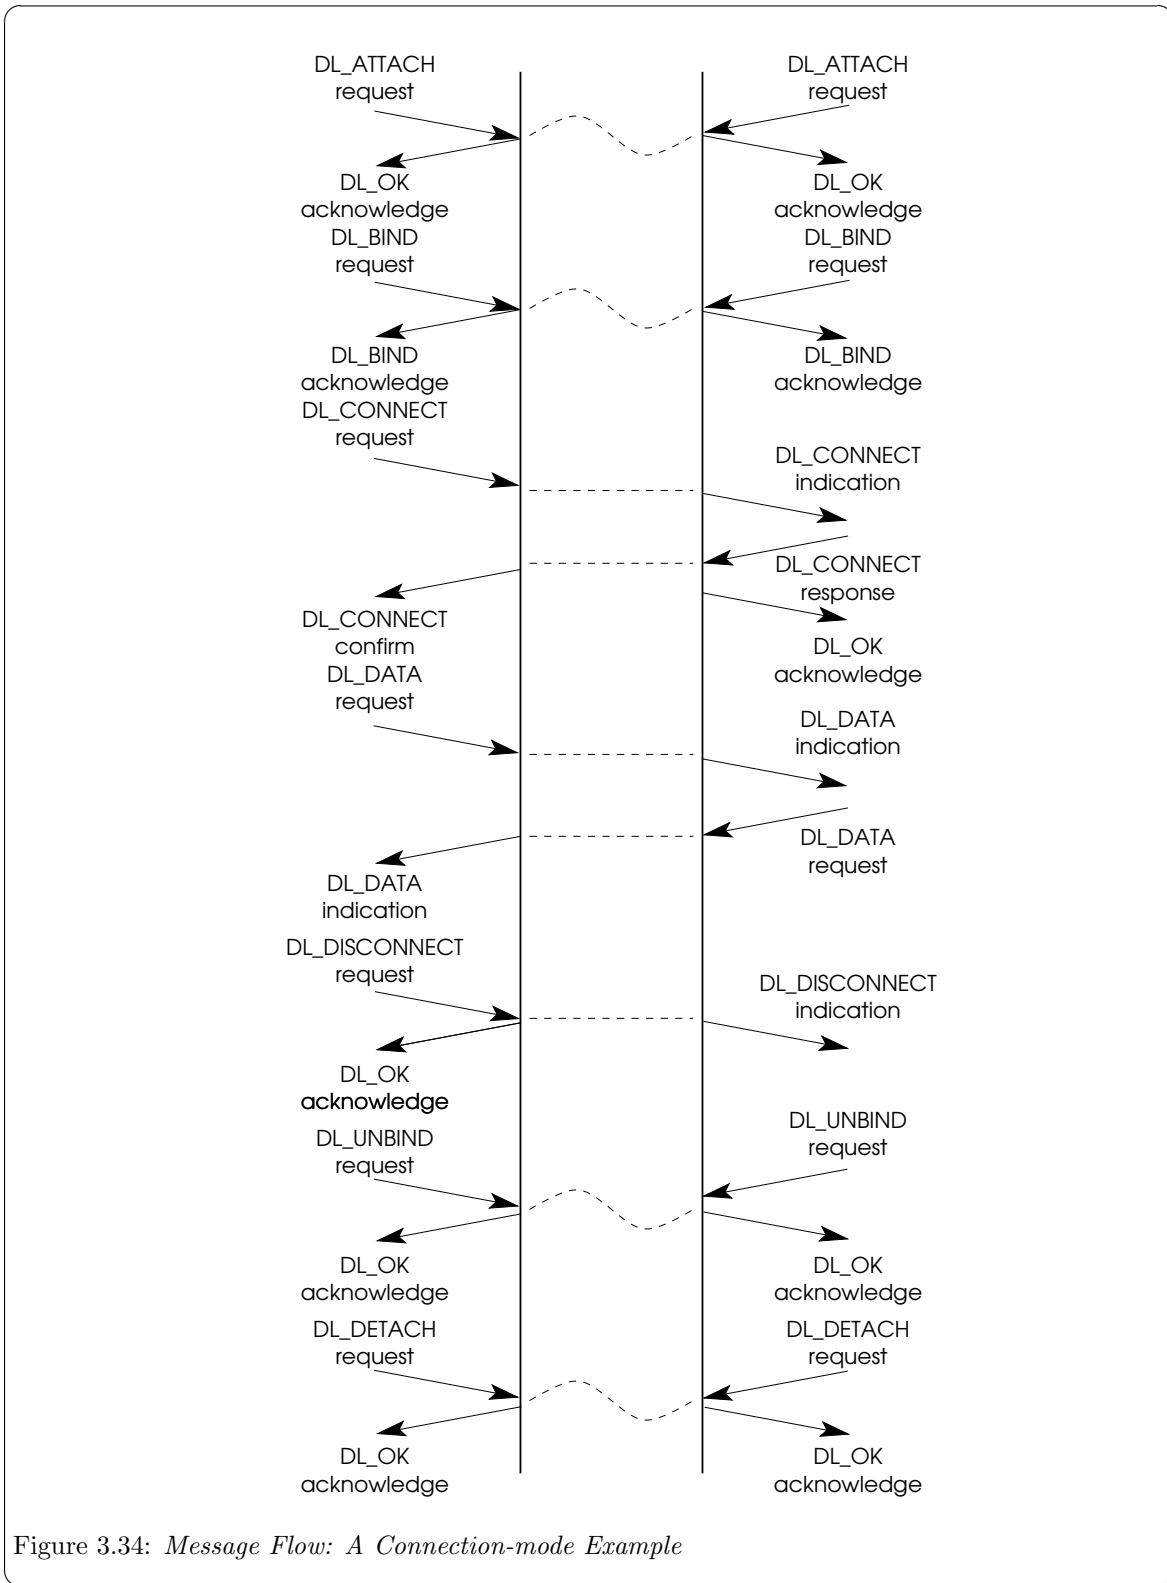 DL_ATTACH
request
DL_ATTACH
request
DL_OK
acknowledge
DL_OK
acknowledge
DL_BIND
request
DL_BIND
request
DL_BIND
acknowledge
DL_BIND
acknowledge
DL_CONNECT
request
DL_CONNECT
indication
DL_CONNECT
response
DL_CONNECT
confirm
DL_OK
acknowledge
DL_DATA
request
DL_DATA
indication
DL_DATA
request
DL_DATA
indication
DL_DISCONNECT
request
DL_DISCONNECT
indication
DL_OK
acknowledge
DL_UNBIND
request
DL_UNBIND
request
DL_OK
acknowledge
DL_OK
acknowledge
DL_DETACH
request
DL_DETACH
request
DL_OK
acknowledge
DL_OK
acknowledge
Figure 3.34: Message Flow: A Connection-mode Example